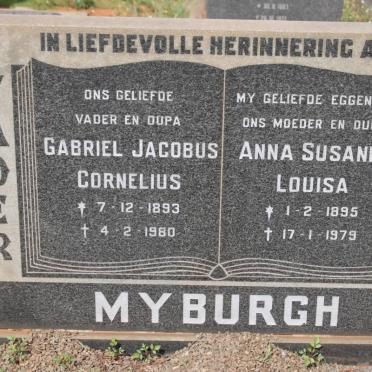 IN LIEFDEVOLLE HERINNERING A
ONS GELIEFDE
VADER EN OUPA
GABRIEL JACOBUS
CORNELIUS
7-12-1893
4-2-1980
MY GELIEFDE EGGEN
ONS MOEDER EN OU
ANNA SUSAN
LOUISA
1-2-1895
17-1-1979
MYBURGH